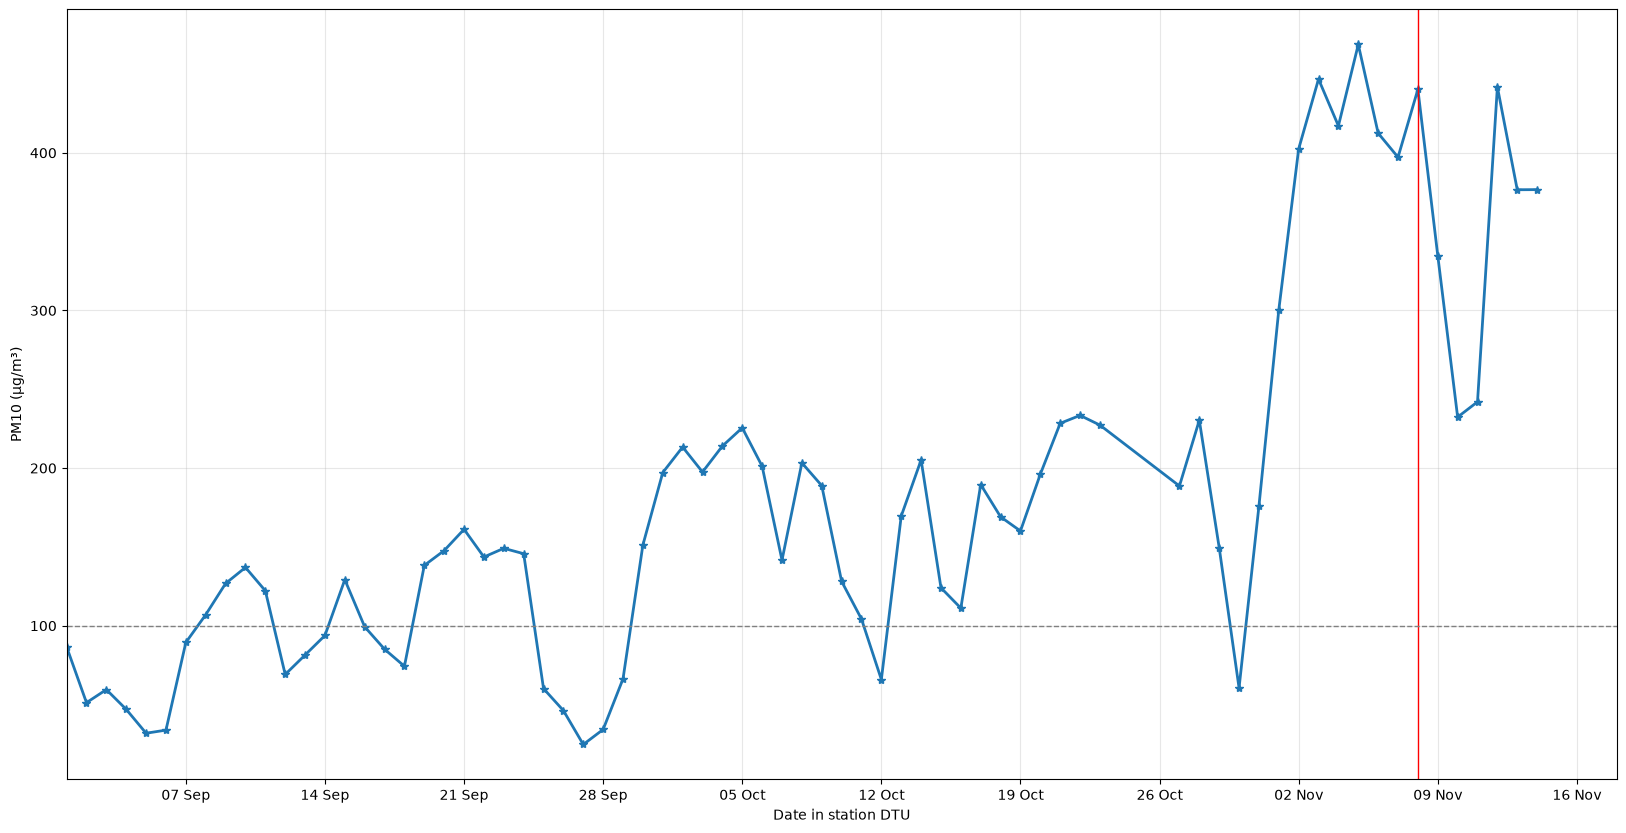 400
300
200
100
PM10 (µg/m³)
07 Sep 14 Sep 21 Sep 28 Sep 05 Oct 12 Oct 19 Oct 26 Oct 02 Nov 09 Nov 16 Nov
Date in station DTU